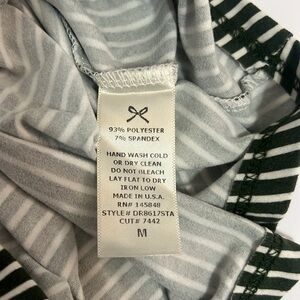 93% POLYESTER
7% SPANDEX
HAND WASH COLD
OR DRY CLEAN
DO NOT BLEACH
LAY FLAT TO DRY
IRON LOW
MADE IN U.S.A.
RN# 145848
STYLE# DR8617STA
CUT# 7442
M